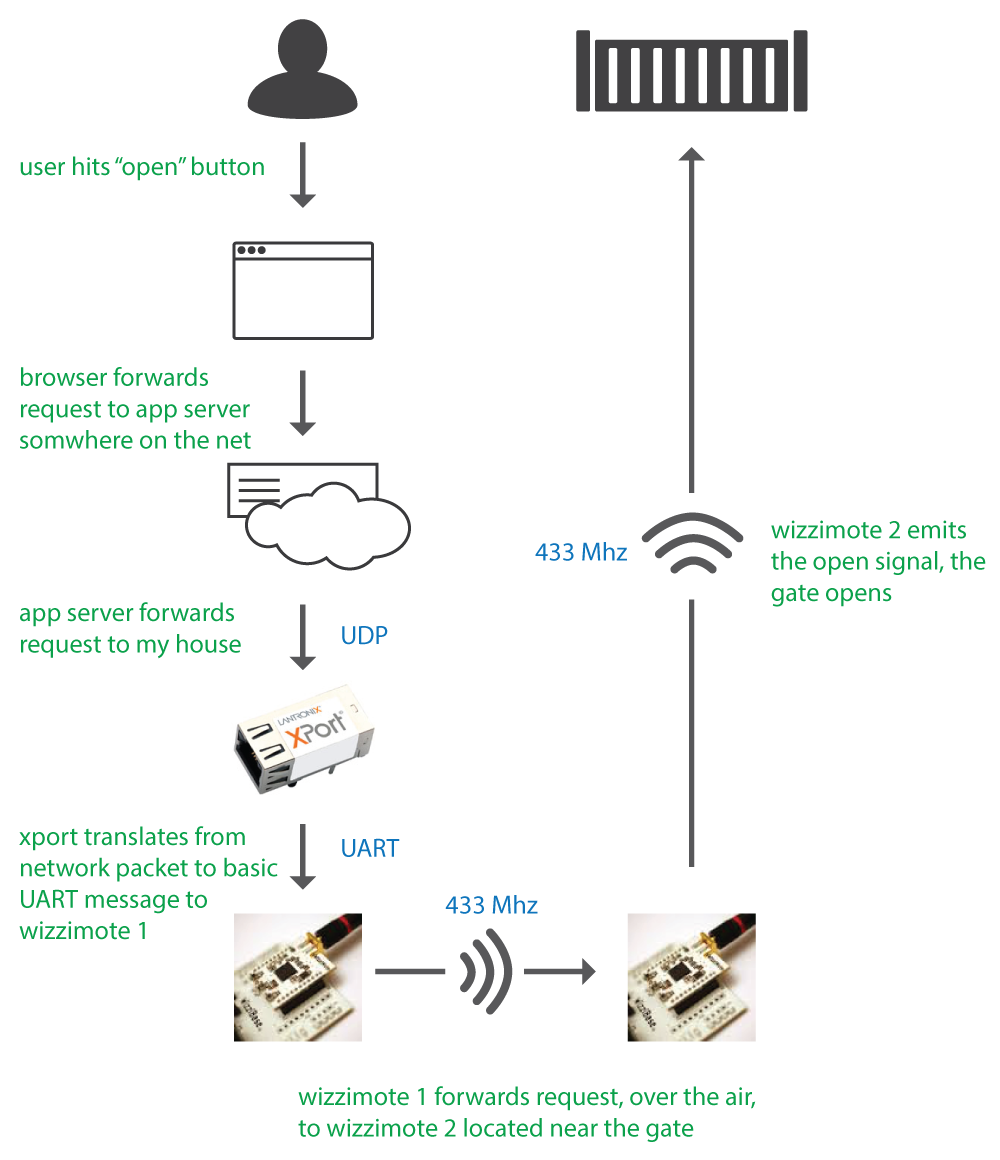 user hits “open” button
browser forwards
request to app server
somwhere on the net
app server forwards
request to my house
UDP
LANTRONIX
XPort®
xport translates from
network packet to basic
UART message to
wizzimote 1
UART
433 Mhz
wizzimote 1 forwards request, over the air,
to wizzimote 2 located near the gate
433 Mhz
wizzimote 2 emits
the open signal, the
gate opens